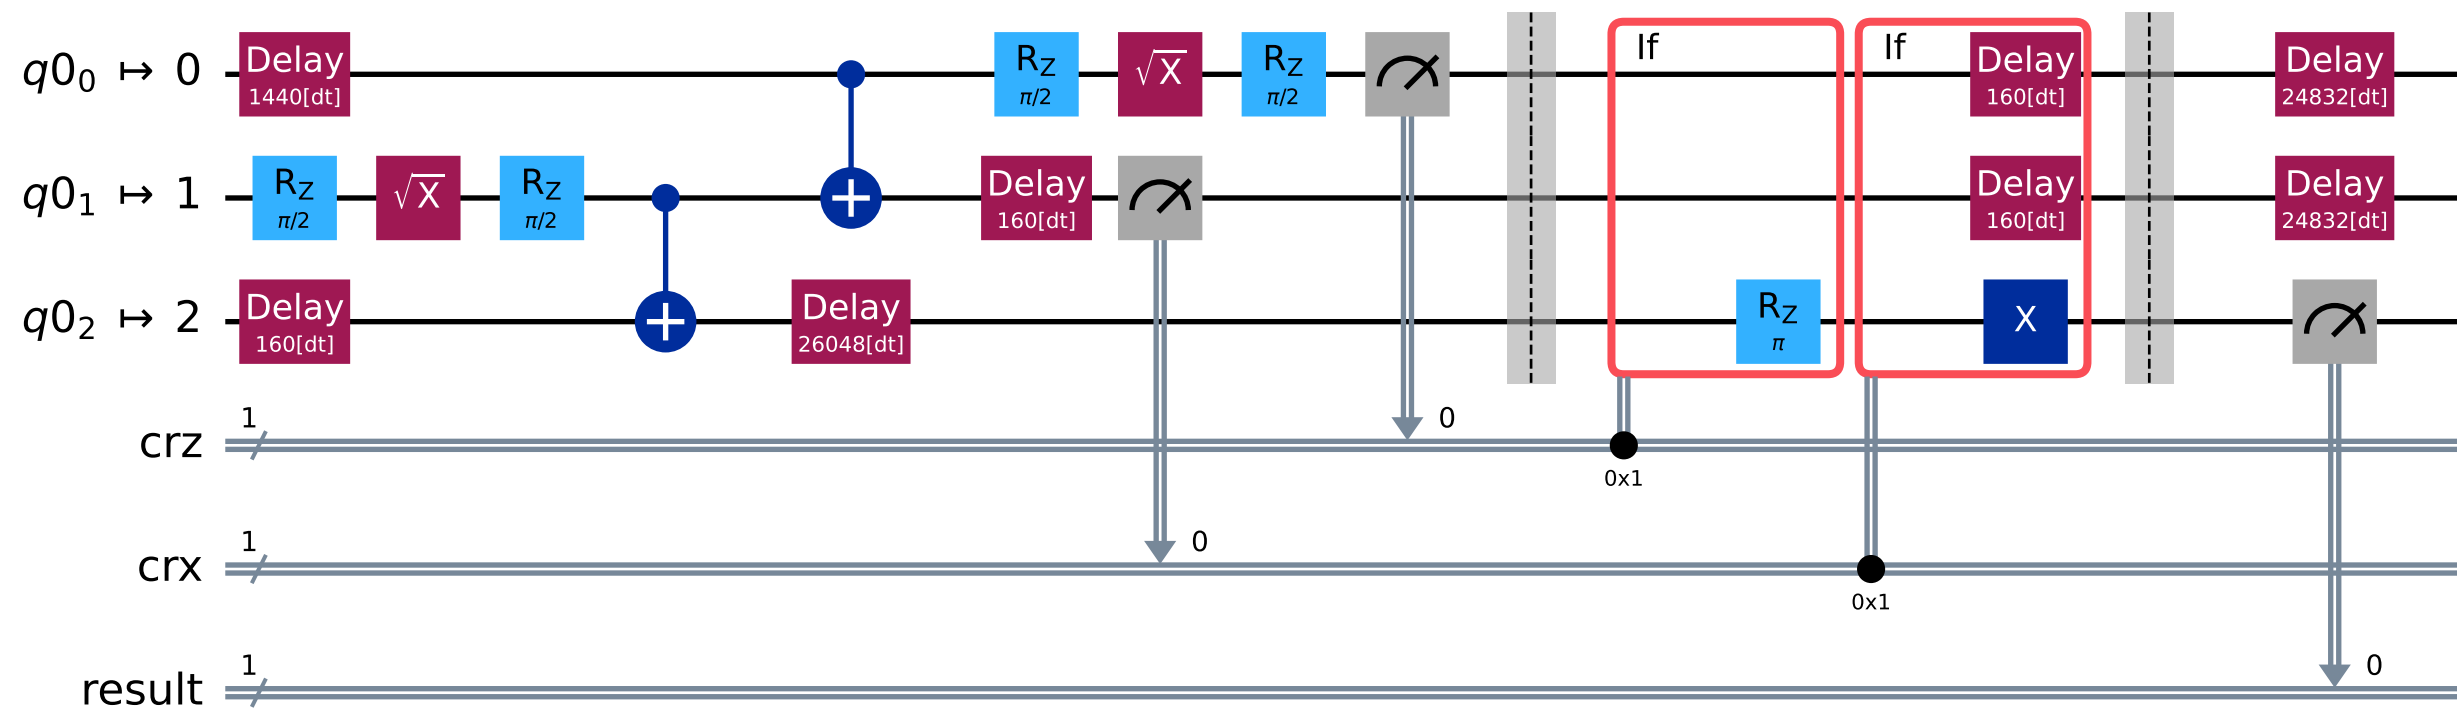 q0₀ ↦ 0
Delay
1440[dt]
R_Z
π/2
√X
R_Z
π/2
If
If
Delay
160[dt]
Delay
24832[dt]
q0₁ ↦ 1
R_Z
π/2
√X
R_Z
π/2
Delay
160[dt]
Delay
160[dt]
Delay
24832[dt]
q0₂ ↦ 2
Delay
160[dt]
Delay
26048[dt]
R_Z
π
X
crz
1
0
0x1
crx
1
0
0x1
result
1
0